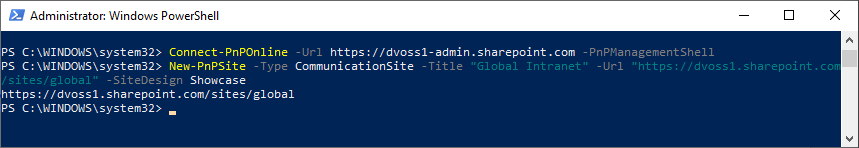 Administrator: Windows PowerShell
PS C:\WINDOWS\system32> Connect-PnPOnline -Url https://dvoss1-admin.sharepoint.com -PnPManagementShell
PS C:\WINDOWS\system32> New-PnPSite -Type CommunicationSite -Title "Global Intranet" -Url "https://dvoss1.sharepoint.com
/sites/global" -SiteDesign Showcase
https://dvoss1.sharepoint.com/sites/global
PS C:\WINDOWS\system32>